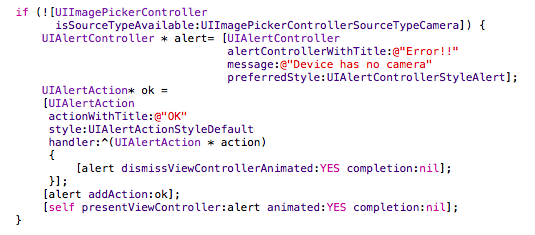 if (![UIImagePickerController
isSourceTypeAvailable:UIImagePickerControllerSourceTypeCamera]) {
UIAlertController * alert= [UIAlertController
alertControllerWithTitle:@"Error!!"
message:@"Device has no camera"
preferredStyle:UIAlertControllerStyleAlert];
UIAlertAction* ok =
[UIAlertAction
actionWithTitle:@"OK"
style:UIAlertActionStyleDefault
handler:^(UIAlertAction * action)
{
[alert dismissViewControllerAnimated:YES completion:nil];
}];
[alert addAction:ok];
[self presentViewController:alert animated:YES completion:nil];
}